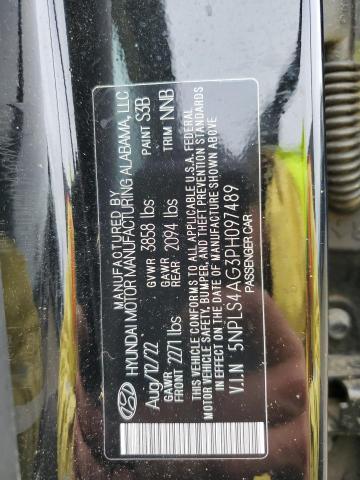 MANUFACTURED BY
HYUNDAI MOTOR MANUFACTURING ALABAMA, LLC
Aug/12/22 GVWR 3858 lbs PAINT S3B
GAWR FRONT 2271 lbs GAWR REAR 2094 lbs TRIM NNB
THIS VEHICLE CONFORMS TO ALL APPLICABLE U.S.A. FEDERAL
MOTOR VEHICLE SAFETY, BUMPER, AND THEFT PREVENTION STANDARDS
IN EFFECT ON THE DATE OF MANUFACTURE SHOWN ABOVE
V.I.N 5NPLS4AG3PH097489
PASSENGER CAR